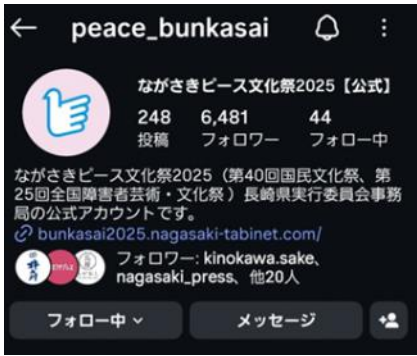 peace_bunkasai
ながさきピース文化祭2025【公式】
248 6,481 44
投稿 フォロワー フォロー中
ながさきピース文化祭2025（第40回国民文化祭、第
25回全国障害者芸術・文化祭 ）長崎県実行委員会事務
局の公式アカウントです。
bunkasai2025.nagasaki-tabinet.com/
フォロワー: kinokawa.sake、
nagasaki_press、他20人
フォロー中
メッセージ